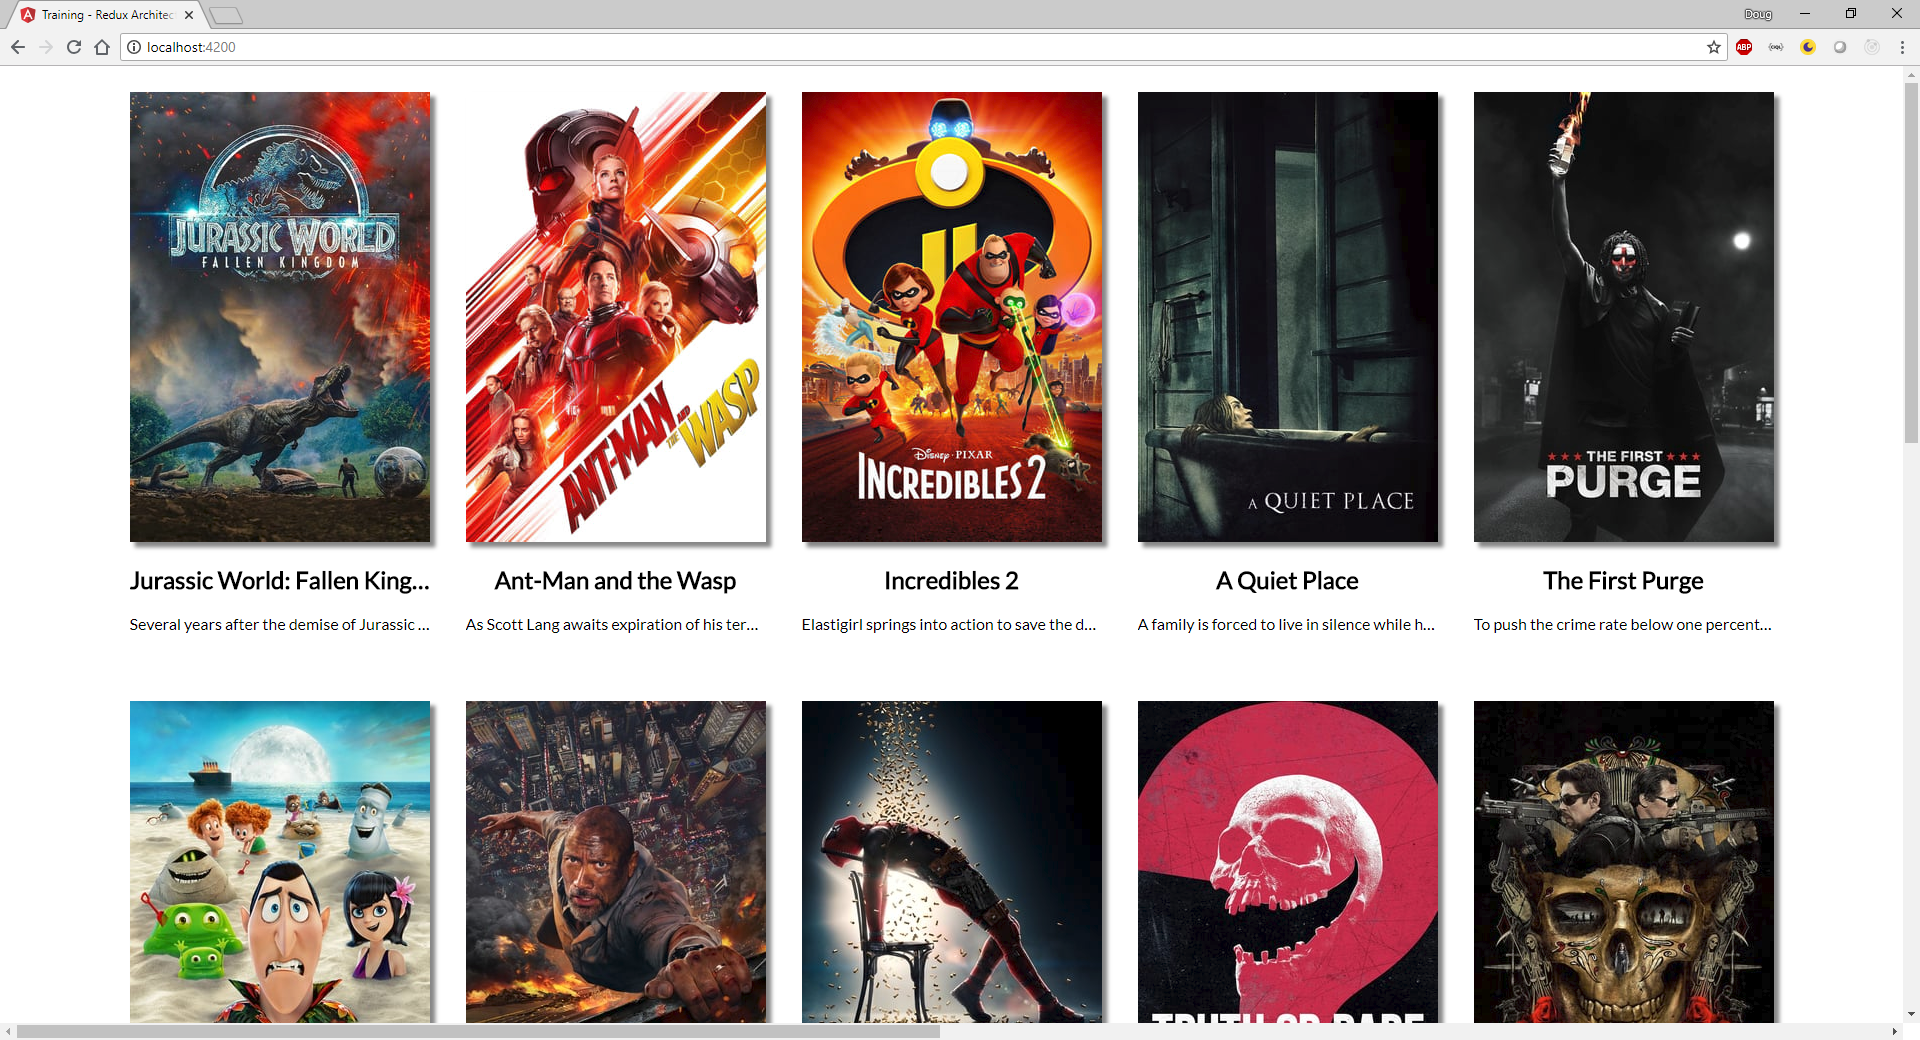 Training - Redux Architec
Doug
localhost:4200
ABP
JURASSIC WORLD
FALLEN KINGDOM
ANT-MAN
AND
THE WASP
DISNEY · PIXAR
INCREDIBLES 2
A QUIET PLACE
THE FIRST
PURGE
Jurassic World: Fallen King...
Ant-Man and the Wasp
Incredibles 2
A Quiet Place
The First Purge
Several years after the demise of Jurassic ...
As Scott Lang awaits expiration of his ter...
Elastigirl springs into action to save the d...
A family is forced to live in silence while h...
To push the crime rate below one percent...
TRUTH OR DARE